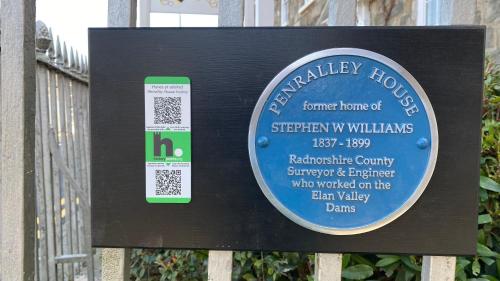 PENRALLEY HOUSE
former home of
STEPHEN W WILLIAMS
1837 - 1899
Radnorshire County
Surveyor & Engineer
who worked on the
Elan Valley
Dams
h.